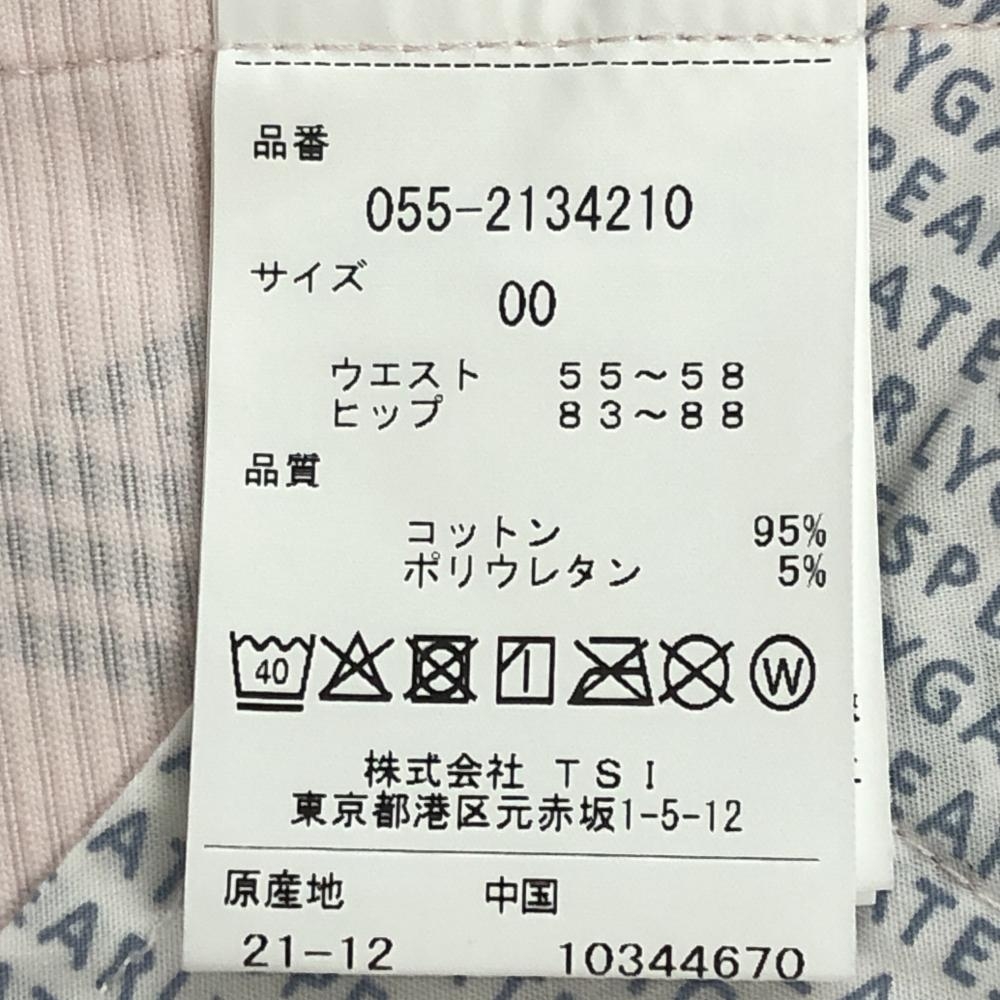 品番
055-2134210
サイズ
00
ウエスト 55~58
ヒップ 83~88
品質
コットン 95%
ポリウレタン 5%
40
W
株式会社 TSI
東京都港区元赤坂1-5-12
原産地 中国
21-12 10344670